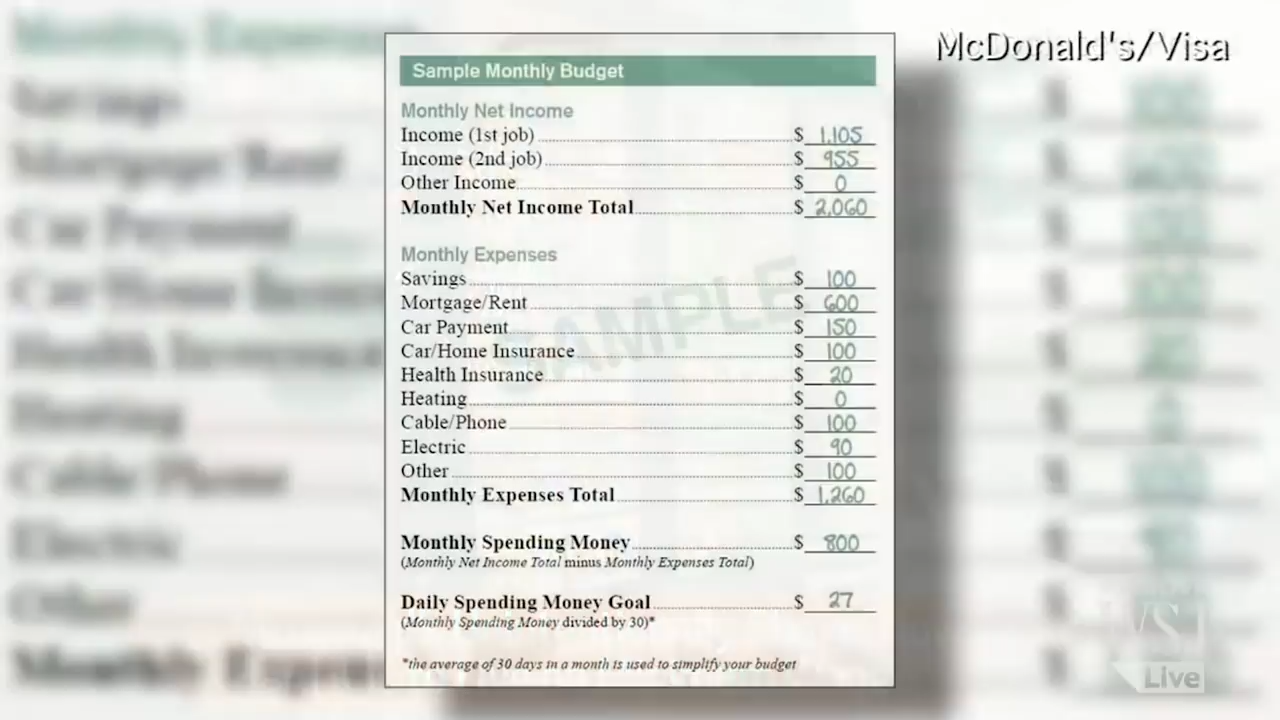 McDonald's/Visa
Sample Monthly Budget
Monthly Net Income
Income (1st job) $ 1,105
Income (2nd job) $ 955
Other Income $ 0
Monthly Net Income Total $ 2,060
Monthly Expenses
Savings $ 100
Mortgage/Rent $ 600
Car Payment $ 150
Car/Home Insurance $ 100
Health Insurance $ 20
Heating $ 0
Cable/Phone $ 100
Electric $ 90
Other $ 100
Monthly Expenses Total $ 1,260
Monthly Spending Money $ 800
(Monthly Net Income Total minus Monthly Expenses Total)
Daily Spending Money Goal $ 27
(Monthly Spending Money divided by 30)*
*the average of 30 days in a month is used to simplify your budget
SAMPLE
WSJ
Live